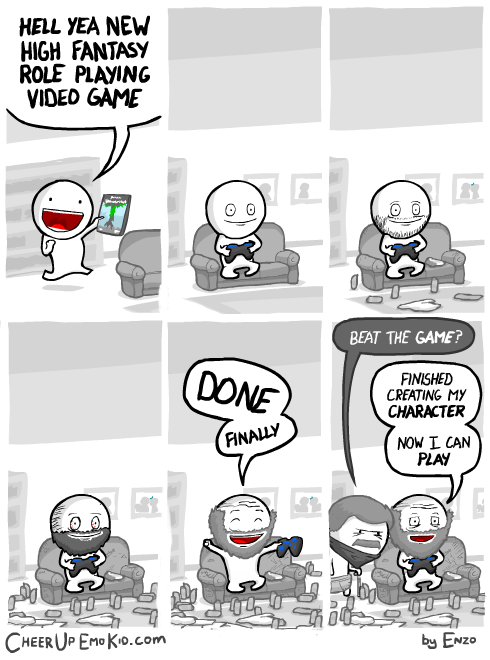 HELL YEA NEW
HIGH FANTASY
ROLE PLAYING
VIDEO GAME
DONE
FINALLY
BEAT THE GAME?
FINISHED
CREATING MY
CHARACTER
NOW I CAN
PLAY
CHEER UP EMO KID.COM
by ENZO